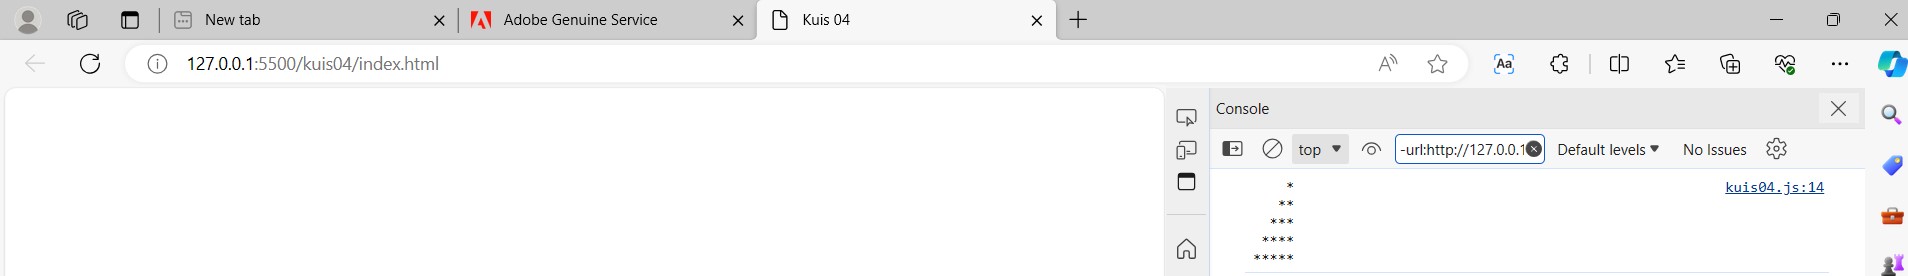 New tab
Adobe Genuine Service
Kuis 04
127.0.0.1:5500/kuis04/index.html
Console
top
-url:http://127.0.0.1
Default levels
No Issues
    *
   **
  ***
 ****
*****
kuis04.js:14